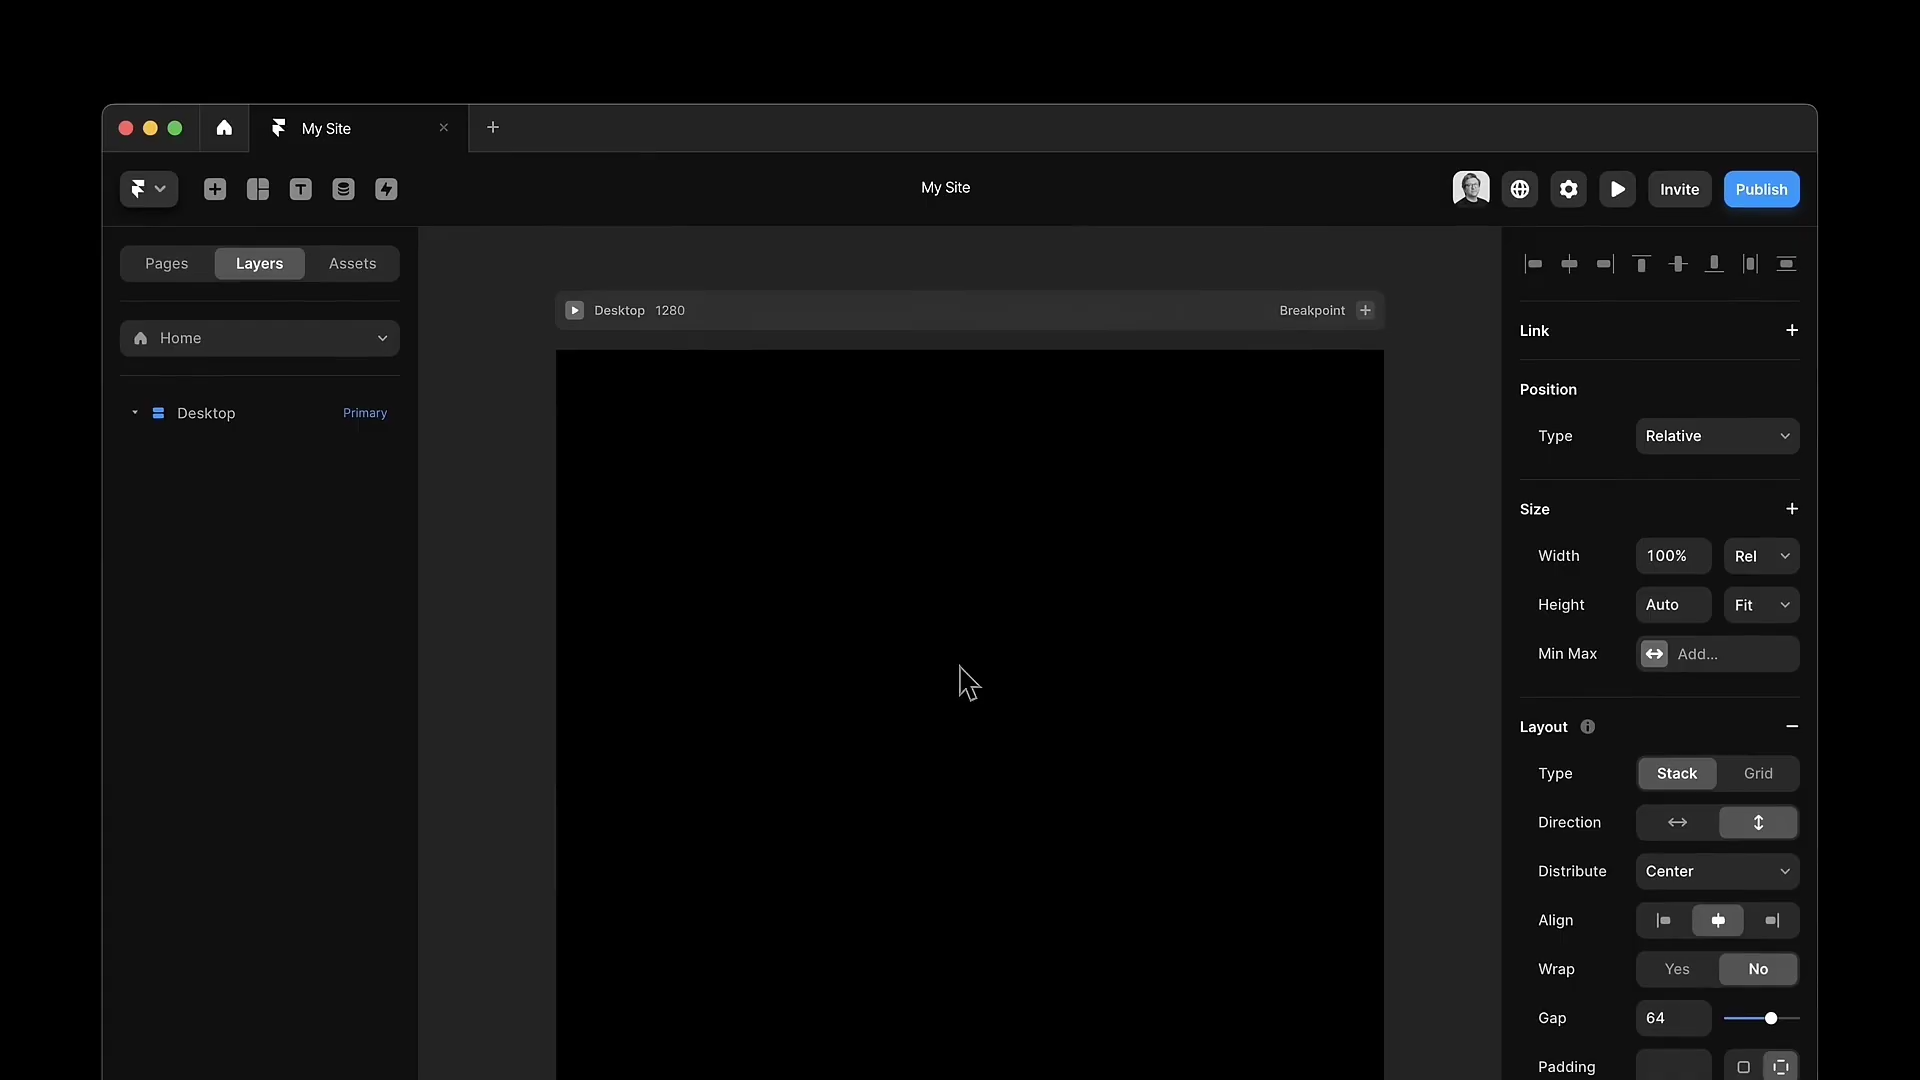 My Site
My Site
Invite
Publish
Pages
Layers
Assets
Home
Desktop
Primary
Desktop 1280
Breakpoint
Link
Position
Type
Relative
Size
Width
100%
Rel
Height
Auto
Fit
Min Max
Add...
Layout
Type
Stack
Grid
Direction
Distribute
Center
Align
Wrap
Yes
No
Gap
64
Padding